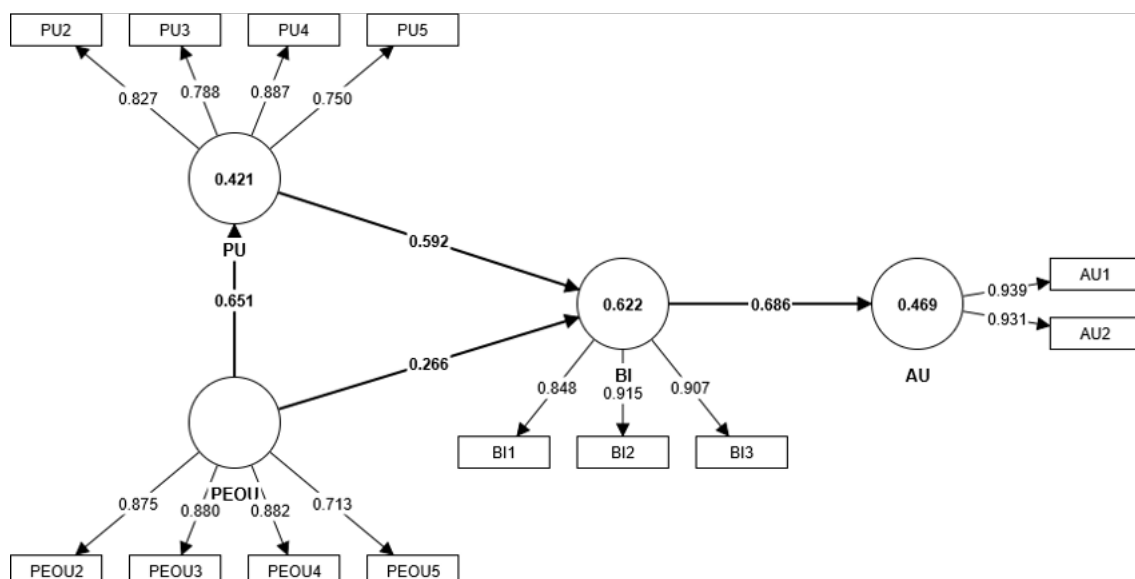 PU2 PU3 PU4 PU5
0.827 0.788 0.887 0.750
0.421
PU
0.592
0.651
0.622
BI
0.686
0.469
AU
0.939 AU1
0.931 AU2
0.266
0.848 0.915 0.907
BI1 BI2 BI3
PEOU
0.875 0.880 0.882 0.713
PEOU2 PEOU3 PEOU4 PEOU5